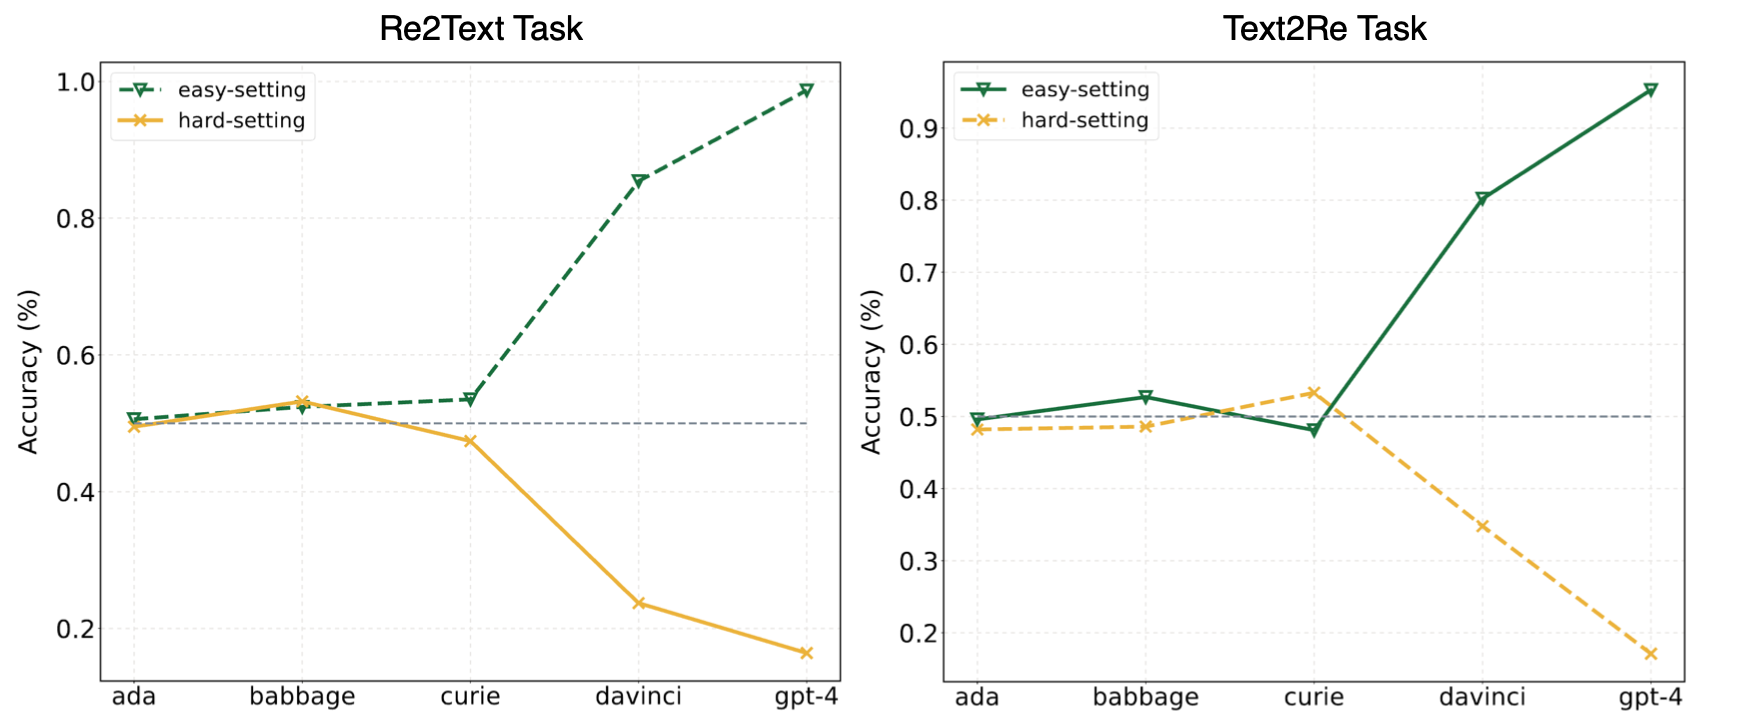 Re2Text Task
easy-setting
hard-setting
Accuracy (%)
1.0
0.8
0.6
0.4
0.2
ada
babbage
curie
davinci
gpt-4
Text2Re Task
easy-setting
hard-setting
Accuracy (%)
0.9
0.8
0.7
0.6
0.5
0.4
0.3
0.2
ada
babbage
curie
davinci
gpt-4